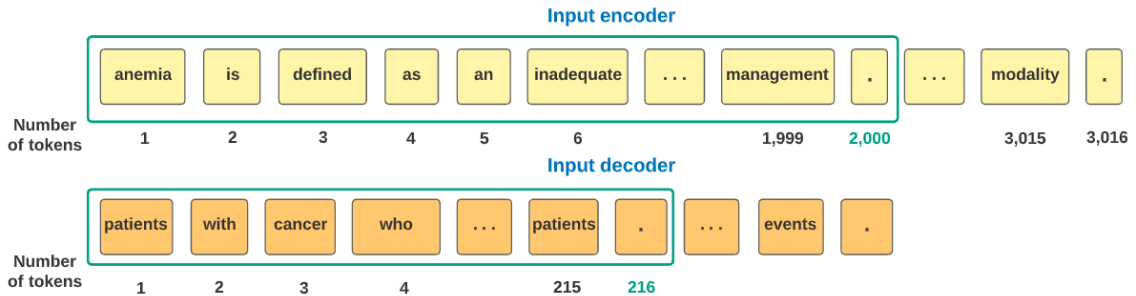 Input encoder
anemia is defined as an inadequate ... management . ... modality .
Number of tokens 1 2 3 4 5 6 1,999 2,000 3,015 3,016
Input decoder
patients with cancer who ... patients . ... events .
Number of tokens 1 2 3 4 215 216